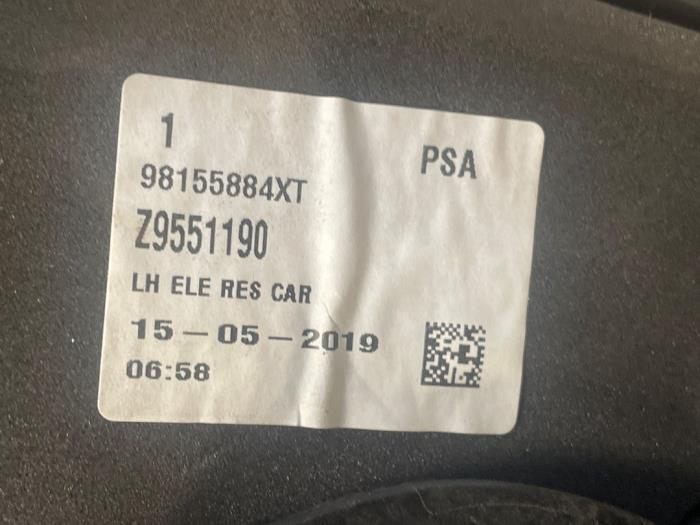 1
PSA
98155884XT
Z9551190
LH ELE RES CAR
15-05-2019
06:58